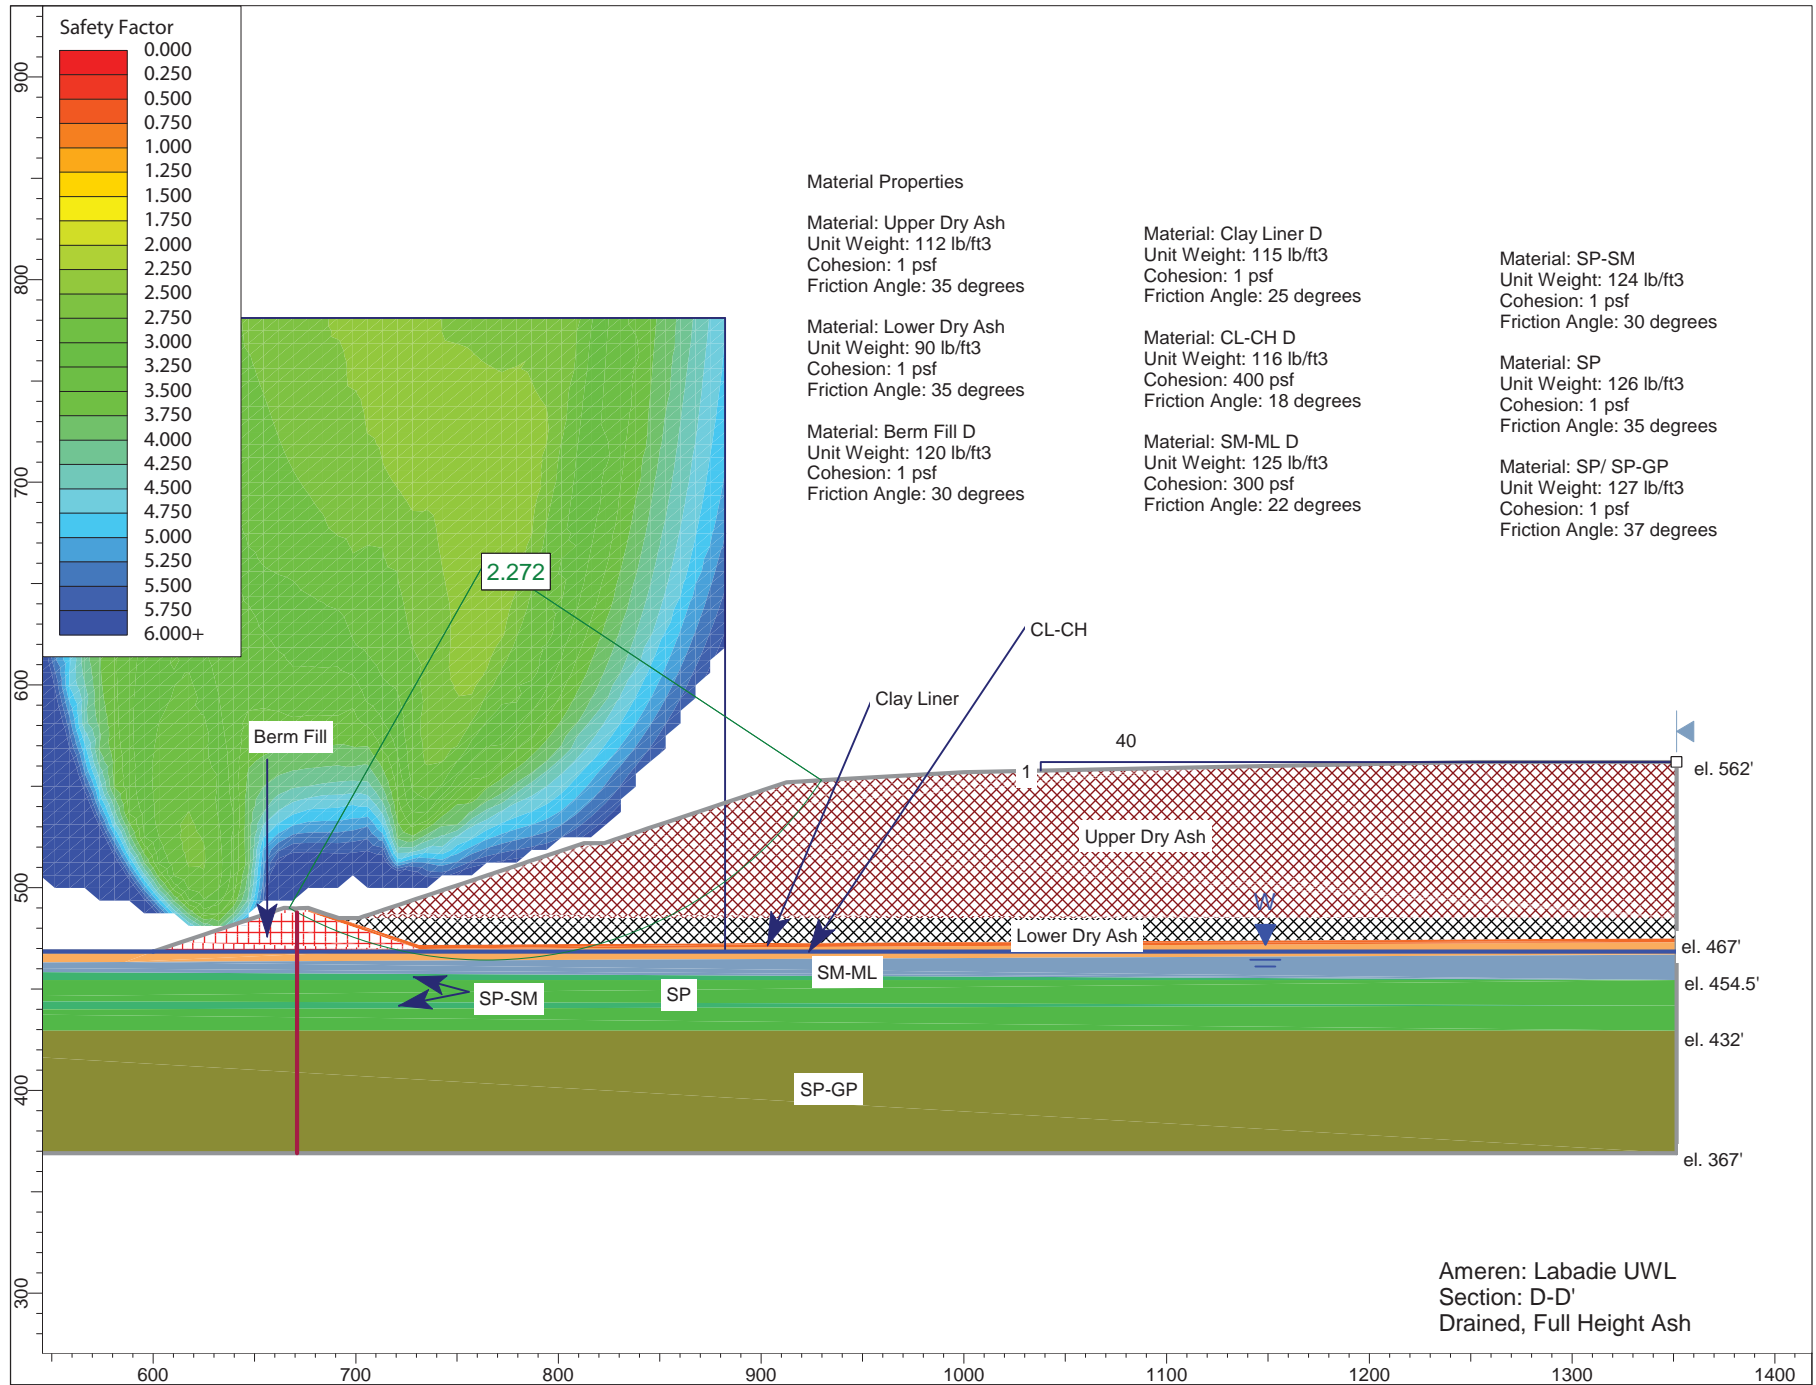 Safety Factor
0.000
0.250
0.500
0.750
1.000
1.250
1.500
1.750
2.000
2.250
2.500
2.750
3.000
3.250
3.500
3.750
4.000
4.250
4.500
4.750
5.000
5.250
5.500
5.750
6.000+
Material Properties
Material: Upper Dry Ash
Unit Weight: 112 lb/ft3
Cohesion: 1 psf
Friction Angle: 35 degrees
Material: Lower Dry Ash
Unit Weight: 90 lb/ft3
Cohesion: 1 psf
Friction Angle: 35 degrees
Material: Berm Fill D
Unit Weight: 120 lb/ft3
Cohesion: 1 psf
Friction Angle: 30 degrees
Material: Clay Liner D
Unit Weight: 115 lb/ft3
Cohesion: 1 psf
Friction Angle: 25 degrees
Material: CL-CH D
Unit Weight: 116 lb/ft3
Cohesion: 400 psf
Friction Angle: 18 degrees
Material: SM-ML D
Unit Weight: 125 lb/ft3
Cohesion: 300 psf
Friction Angle: 22 degrees
Material: SP-SM
Unit Weight: 124 lb/ft3
Cohesion: 1 psf
Friction Angle: 30 degrees
Material: SP
Unit Weight: 126 lb/ft3
Cohesion: 1 psf
Friction Angle: 35 degrees
Material: SP/ SP-GP
Unit Weight: 127 lb/ft3
Cohesion: 1 psf
Friction Angle: 37 degrees
2.272
CL-CH
Clay Liner
Berm Fill
40
1
el. 562'
Upper Dry Ash
W
Lower Dry Ash
el. 467'
SM-ML
el. 454.5'
SP-SM
SP
el. 432'
SP-GP
el. 367'
Ameren: Labadie UWL
Section: D-D'
Drained, Full Height Ash
900
800
700
600
500
400
300
600
700
800
900
1000
1100
1200
1300
1400